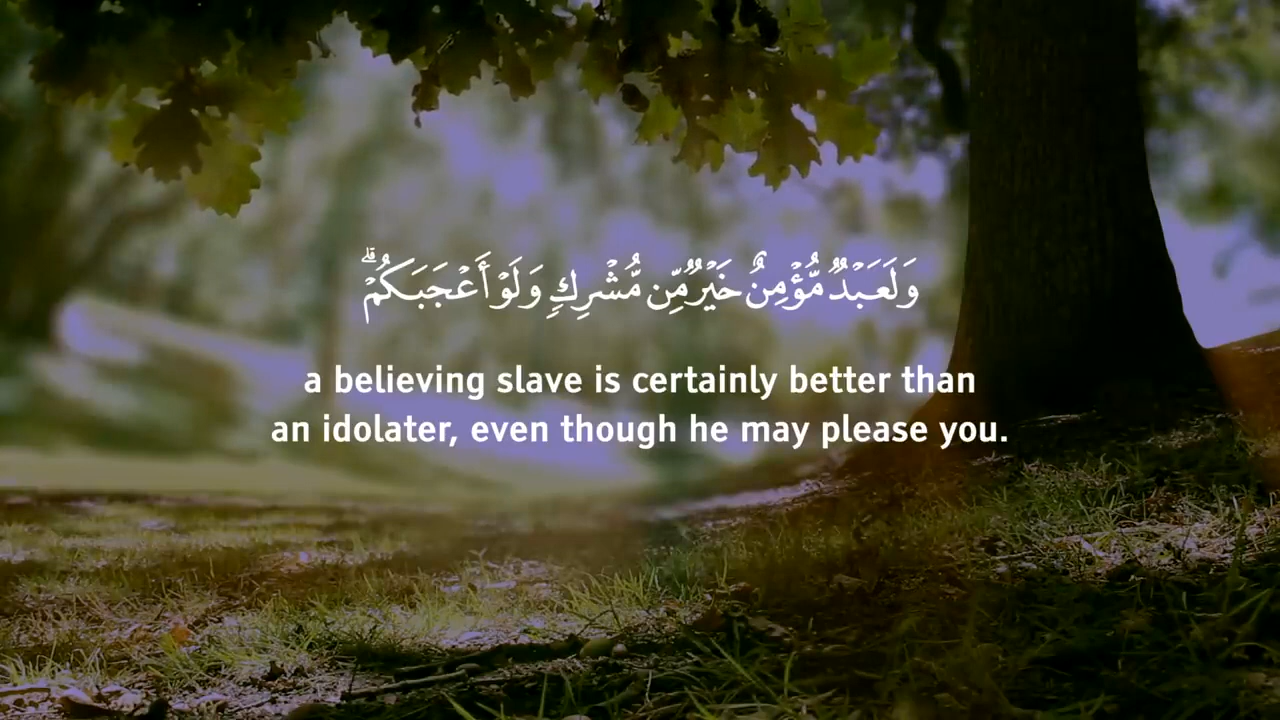 وَلَعَبْدٌ مُّؤْمِنٌ خَيْرٌ مِّن مُّشْرِكٍ وَلَوْ أَعْجَبَكُمْ ۗ
a believing slave is certainly better than
an idolater, even though he may please you.